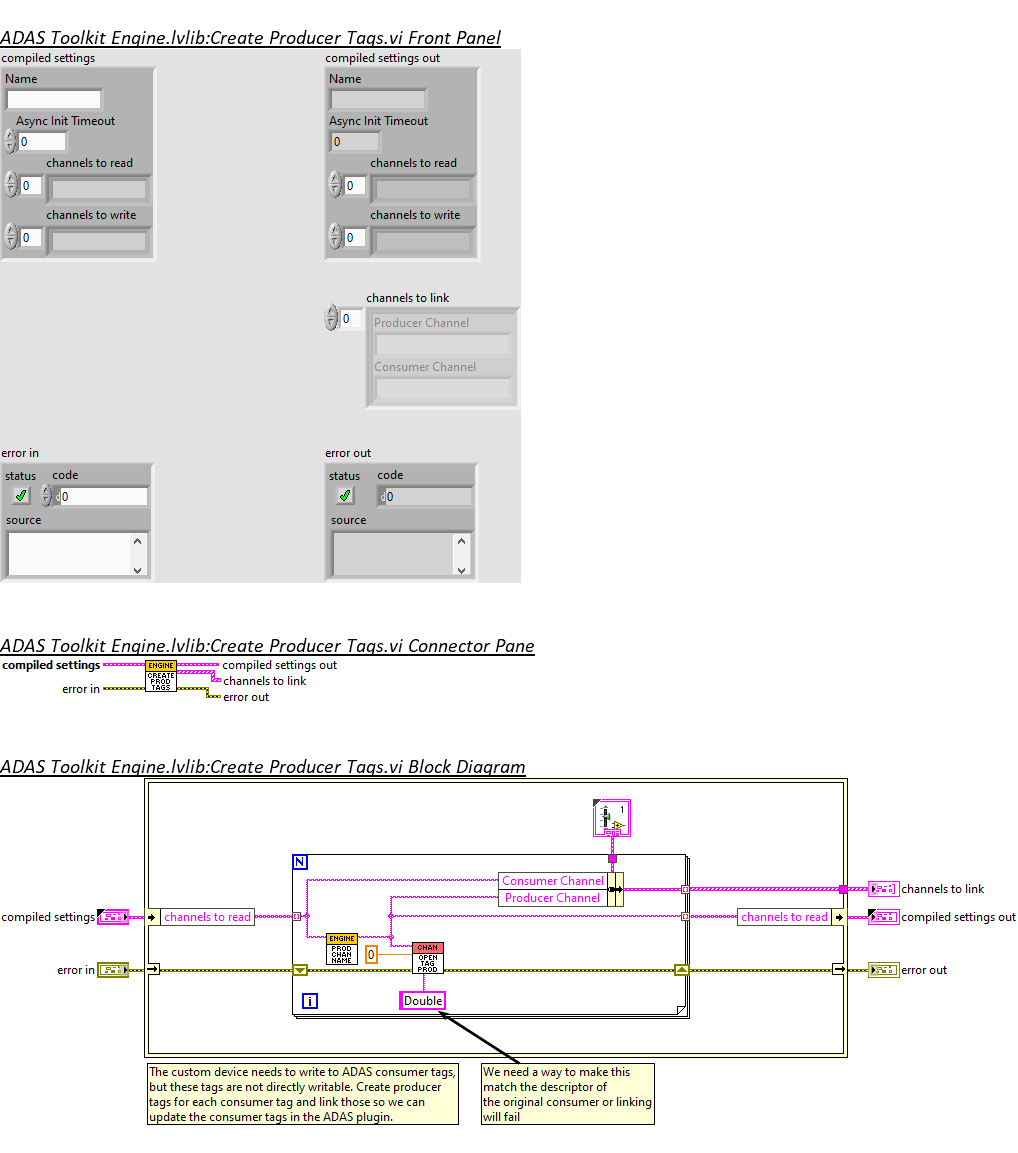 ADAS Toolkit Engine.lvlib:Create Producer Tags.vi Front Panel
compiled settings
compiled settings out
Name
Name
Async Init Timeout
Async Init Timeout
0
0
channels to read
channels to read
0
0
channels to write
channels to write
0
0
channels to link
0
Producer Channel
Consumer Channel
error in
error out
status code
status code
d0
d0
source
source
ADAS Toolkit Engine.lvlib:Create Producer Tags.vi Connector Pane
compiled settings
ENGINE
CREATE
PROD
TAGS
compiled settings out
channels to link
error in
error out
ADAS Toolkit Engine.lvlib:Create Producer Tags.vi Block Diagram
1
N
Consumer Channel
Producer Channel
channels to link
compiled settings
channels to read
channels to read
compiled settings out
ENGINE
PROD
CHAN
NAME
0
CHAN
OPEN
TAG
PROD
error in
error out
i
Double
The custom device needs to write to ADAS consumer tags,
but these tags are not directly writable. Create producer
tags for each consumer tag and link those so we can
update the consumer tags in the ADAS plugin.
We need a way to make this
match the descriptor of
the original consumer or linking
will fail